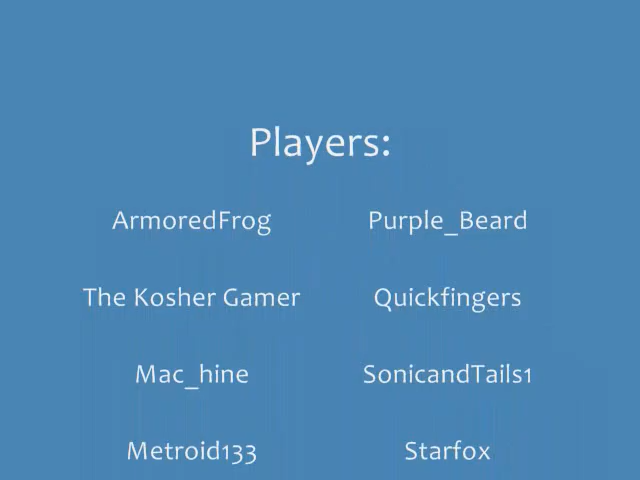 Players:
ArmoredFrog
Purple_Beard
The Kosher Gamer
Quickfingers
Mac_hine
SonicandTails1
Metroid133
Starfox